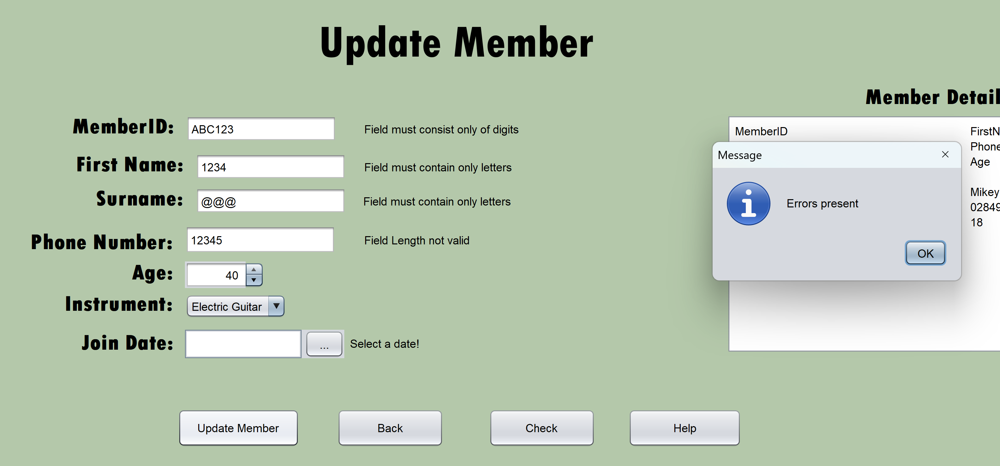 Update Member
Member Detail
MemberID: ABC123 Field must consist only of digits
First Name: 1234 Field must contain only letters
Surname: @@@ Field must contain only letters
Phone Number: 12345 Field Length not valid
Age: 40
Instrument: Electric Guitar
Join Date: ... Select a date!
MemberID FirstN
Phone
Age
Mikey
02849
18
Message
Errors present
OK
Update Member Back Check Help